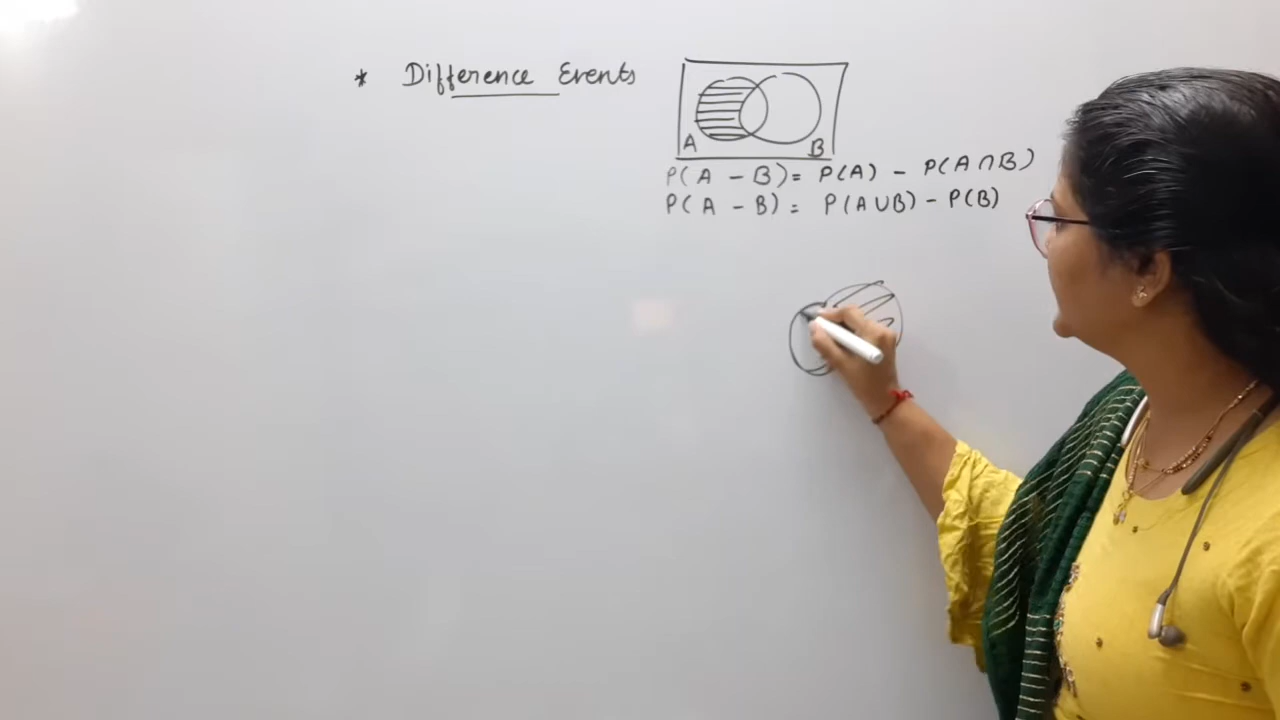 * Difference Events
A B
P(A - B) = P(A) - P(A ∩ B)
P(A - B) = P(A ∪ B) - P(B)